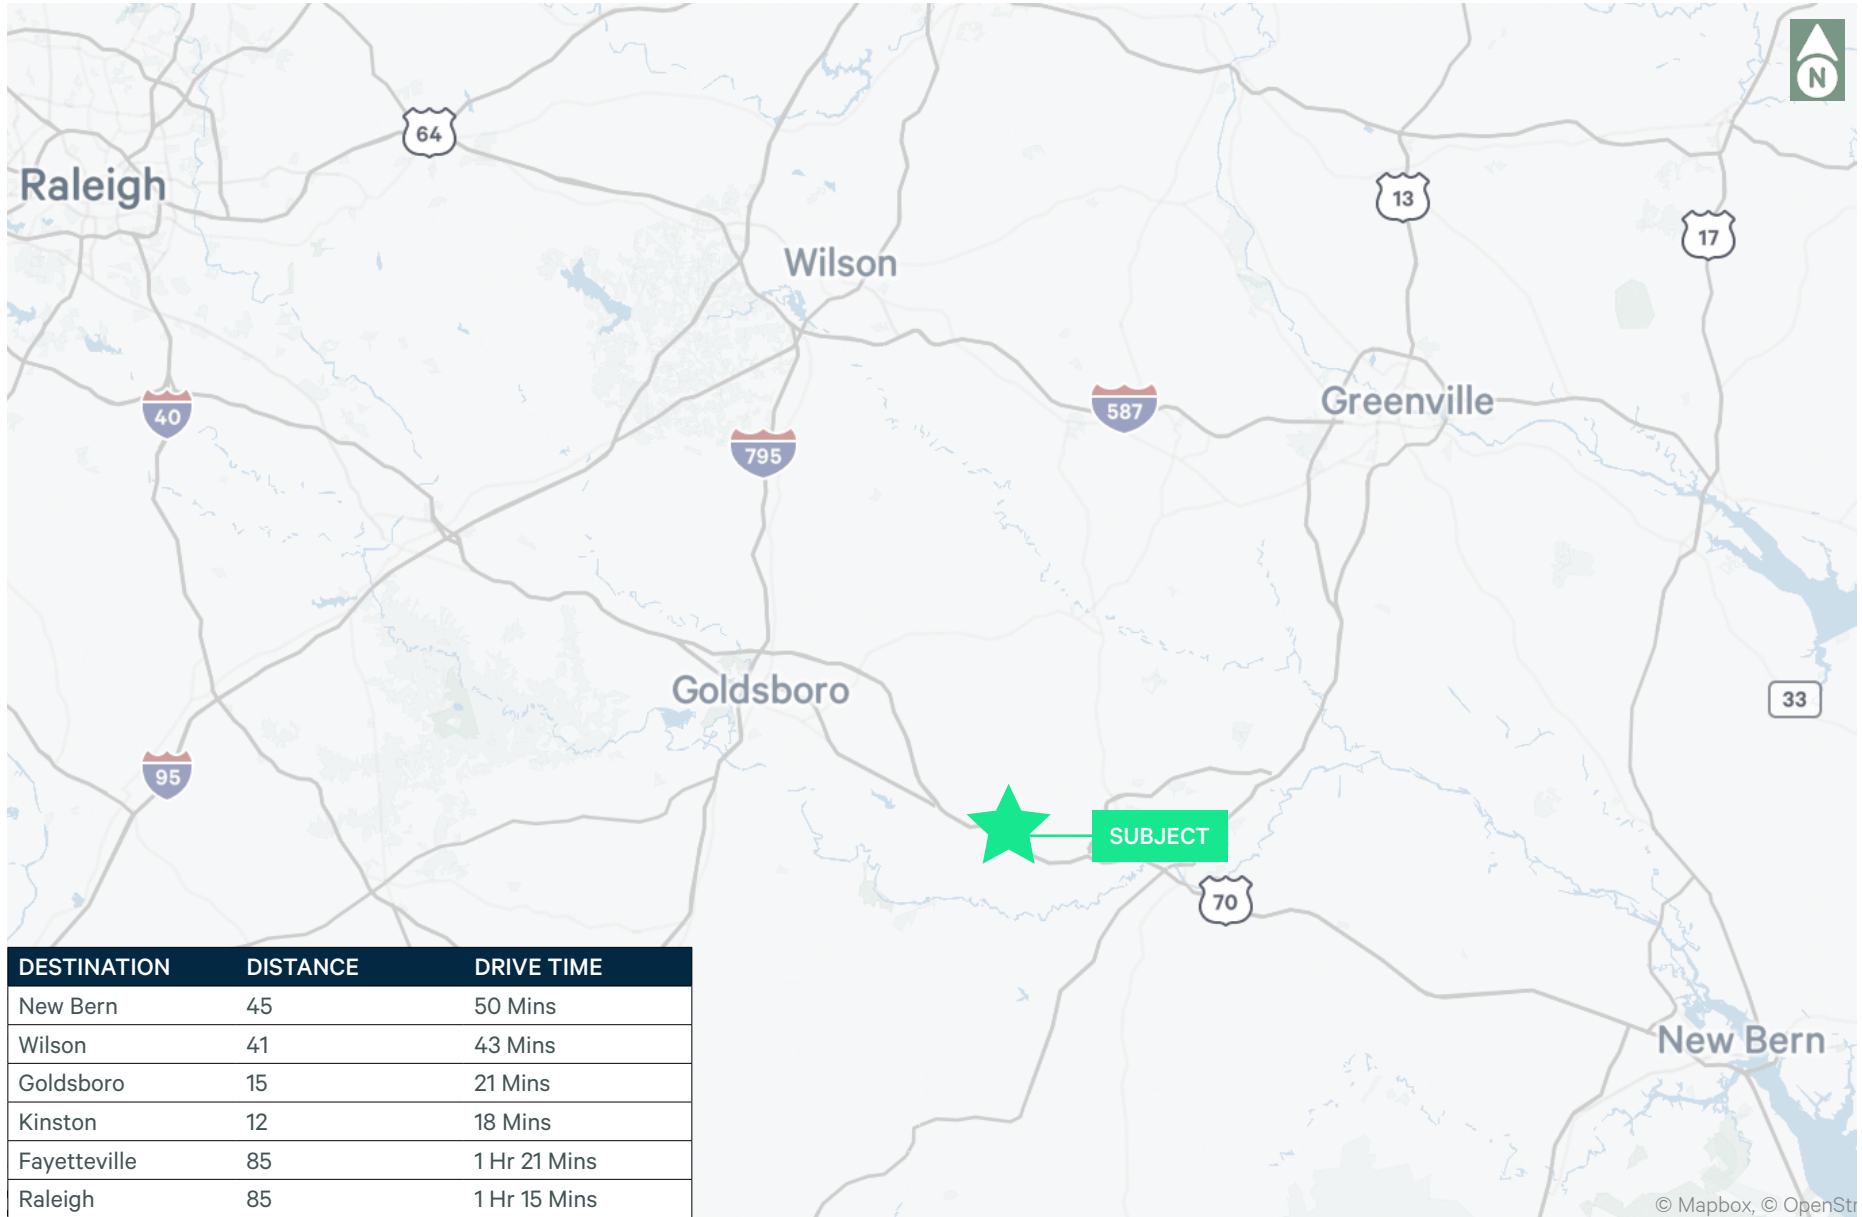 N
64
Raleigh
13
17
Wilson
40
587
Greenville
795
Goldsboro
33
95
SUBJECT
70
DESTINATION DISTANCE DRIVE TIME
New Bern 45 50 Mins
Wilson 41 43 Mins
Goldsboro 15 21 Mins
Kinston 12 18 Mins
Fayetteville 85 1 Hr 21 Mins
Raleigh 85 1 Hr 15 Mins
New Bern
© Mapbox, © OpenStr